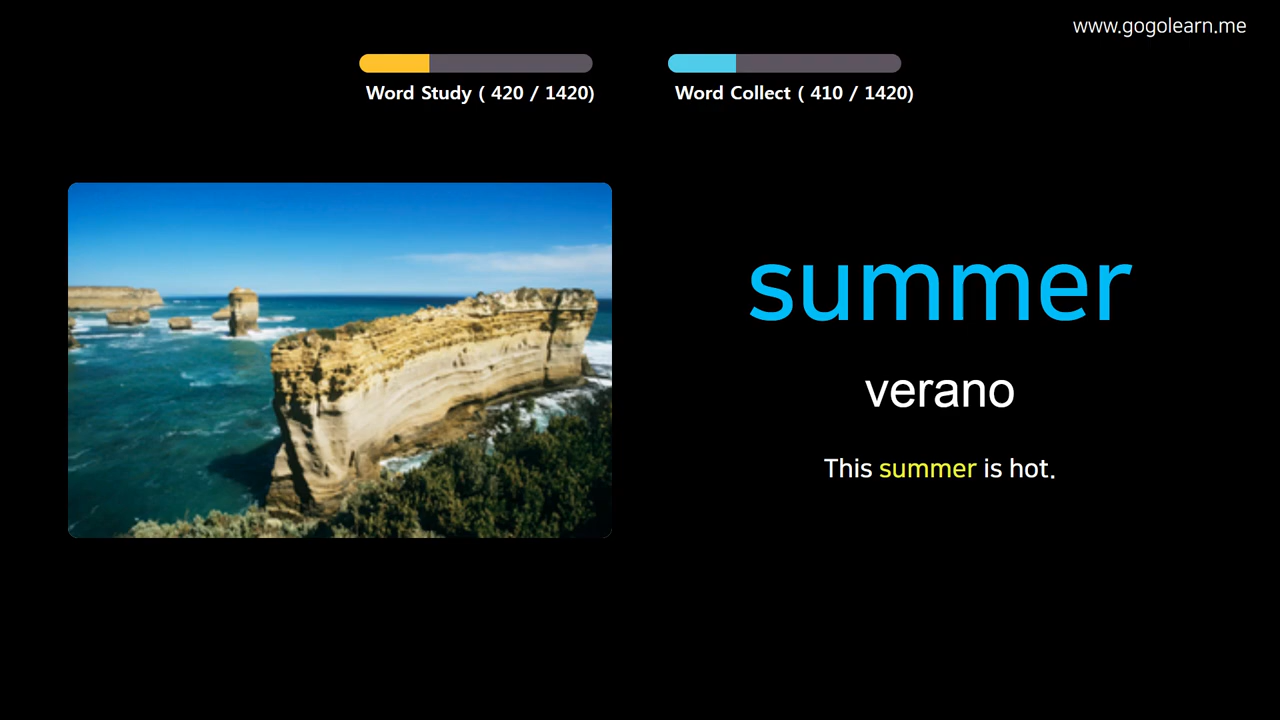 www.gogolearn.me
Word Study ( 420 / 1420)
Word Collect ( 410 / 1420)
summer
verano
This summer is hot.